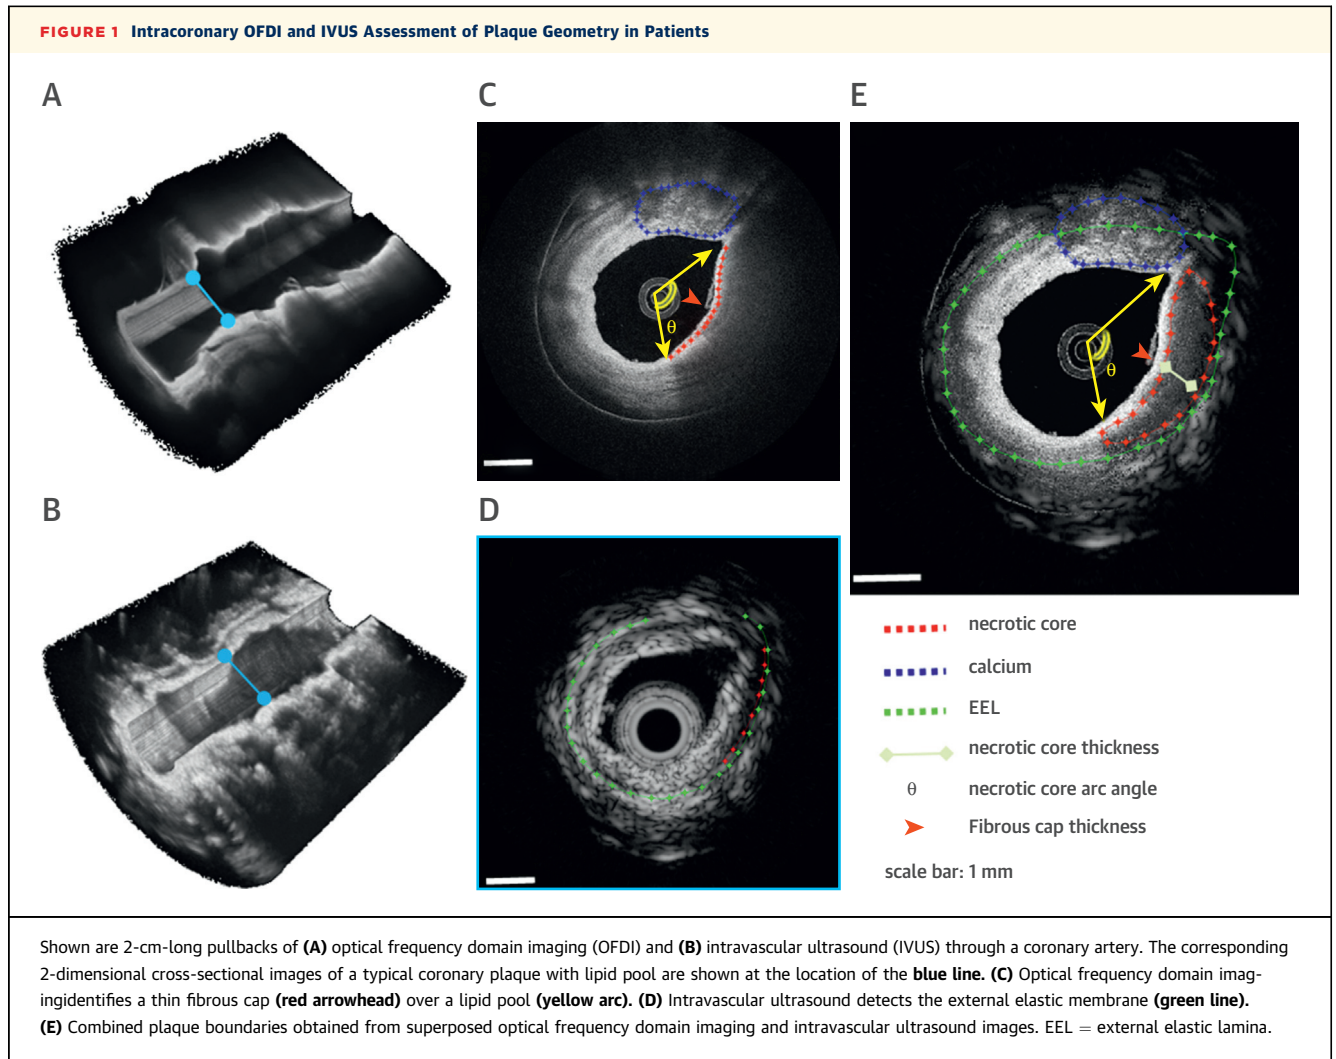 FIGURE 1 Intracoronary OFDI and IVUS Assessment of Plaque Geometry in Patients
A
B
C
θ
D
E
θ
necrotic core
calcium
EEL
necrotic core thickness
θ necrotic core arc angle
Fibrous cap thickness
scale bar: 1 mm
Shown are 2-cm-long pullbacks of (A) optical frequency domain imaging (OFDI) and (B) intravascular ultrasound (IVUS) through a coronary artery. The corresponding
2-dimensional cross-sectional images of a typical coronary plaque with lipid pool are shown at the location of the blue line. (C) Optical frequency domain imag-
ingidentifies a thin fibrous cap (red arrowhead) over a lipid pool (yellow arc). (D) Intravascular ultrasound detects the external elastic membrane (green line).
(E) Combined plaque boundaries obtained from superposed optical frequency domain imaging and intravascular ultrasound images. EEL = external elastic lamina.